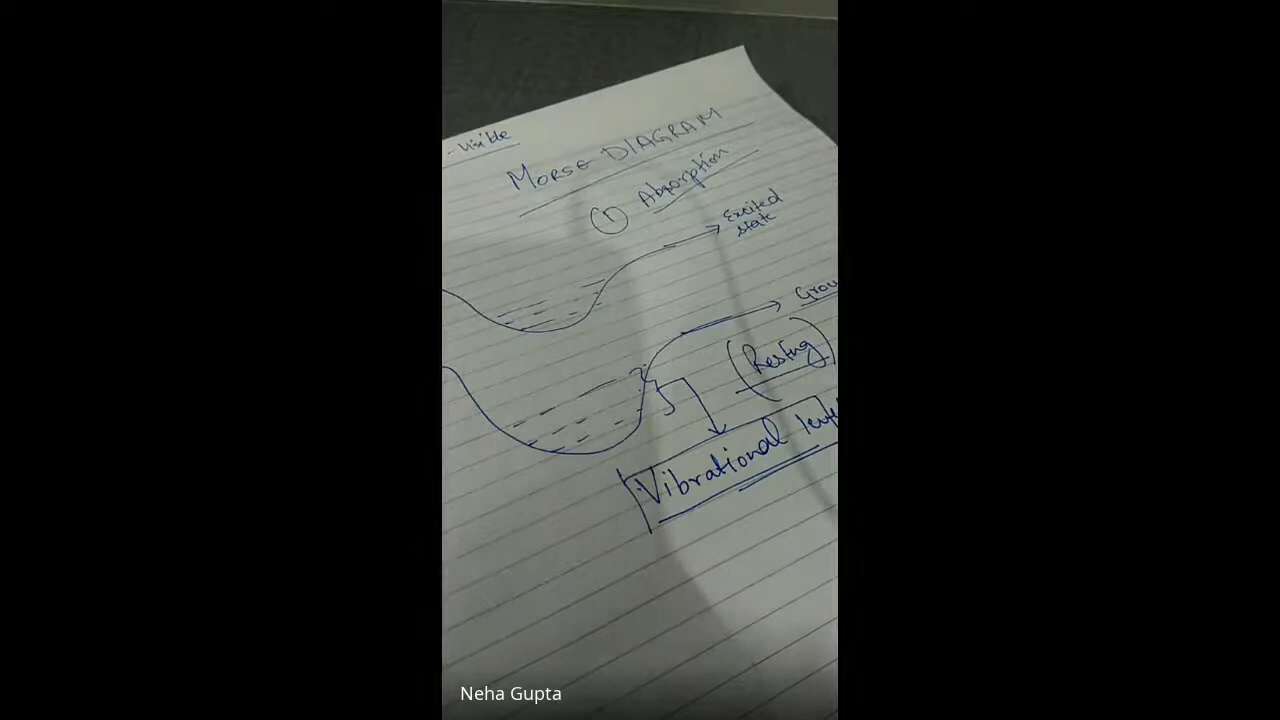 - Visible
MORSE DIAGRAM
① Absorption
Excited
state
Grou
(Resting)
Vibrational
Neha Gupta